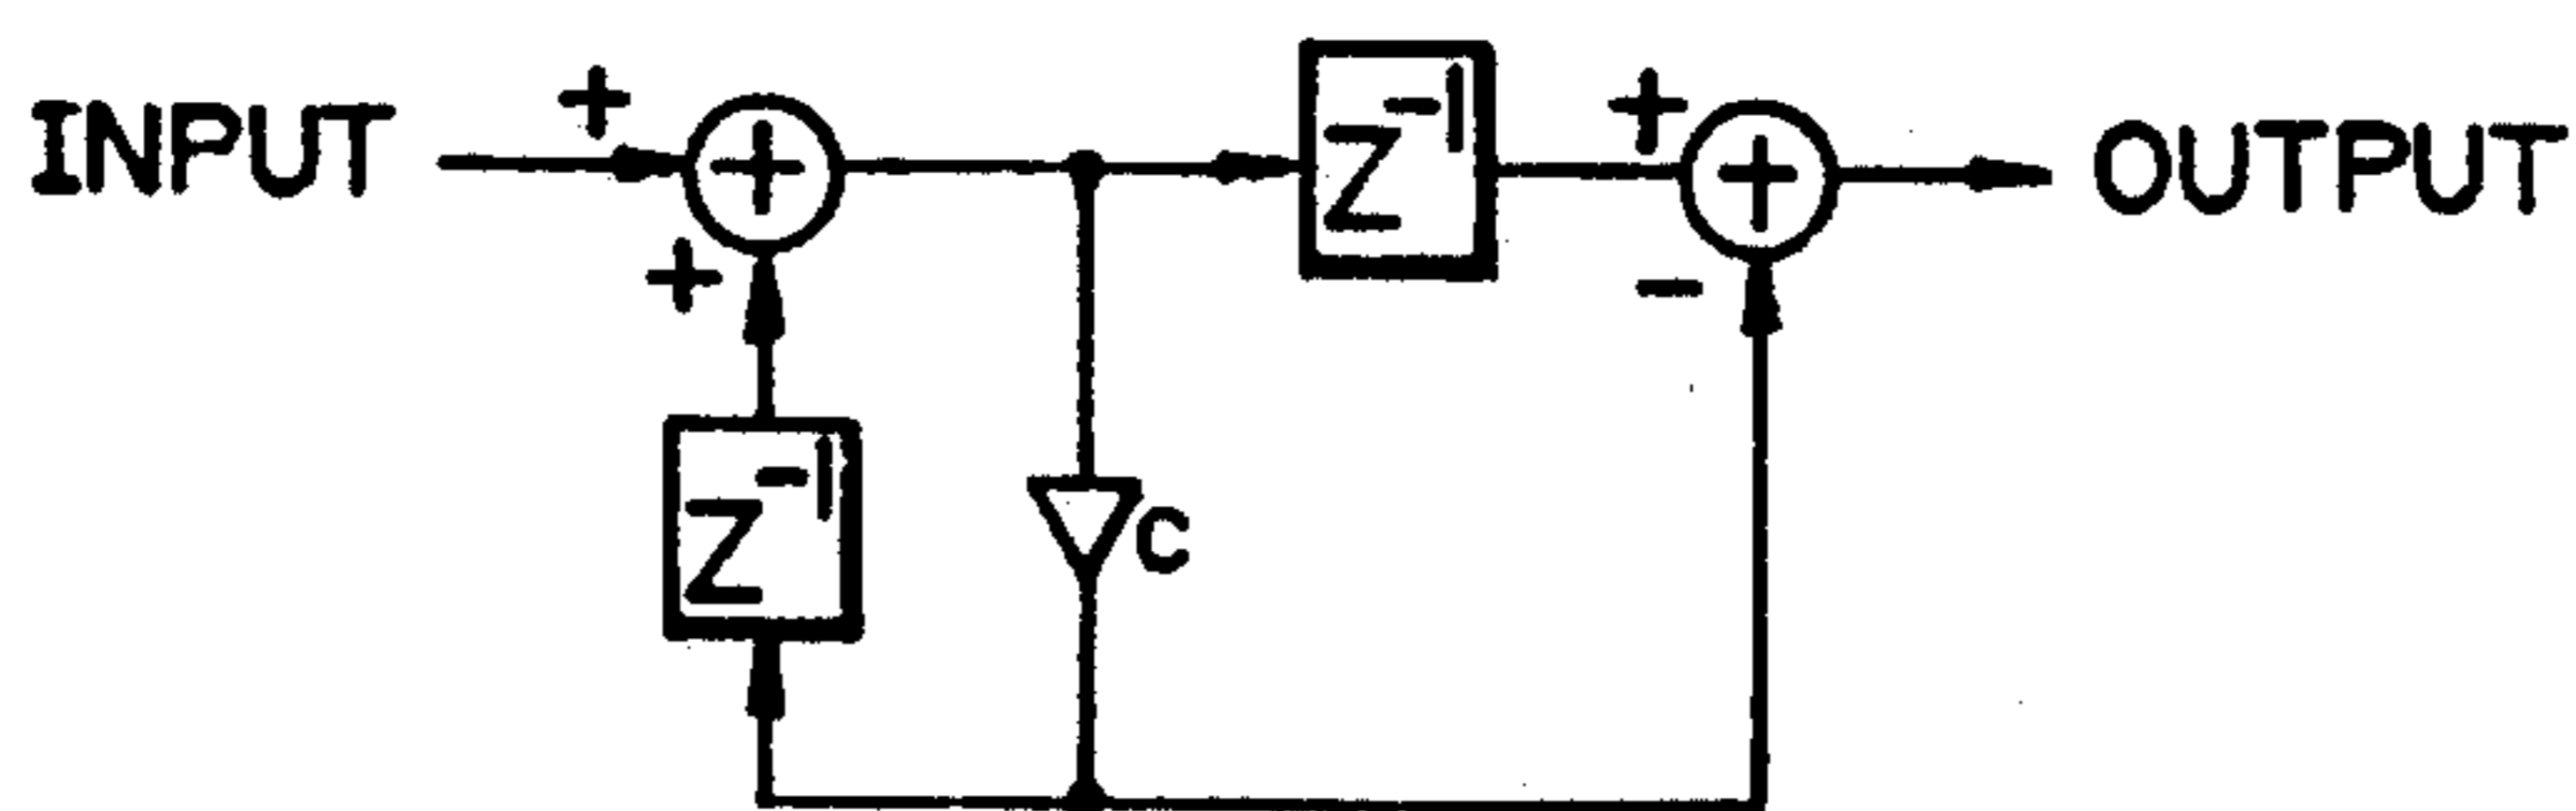 INPUT + + Z⁻¹ + + OUTPUT
+ -
Z⁻¹ C